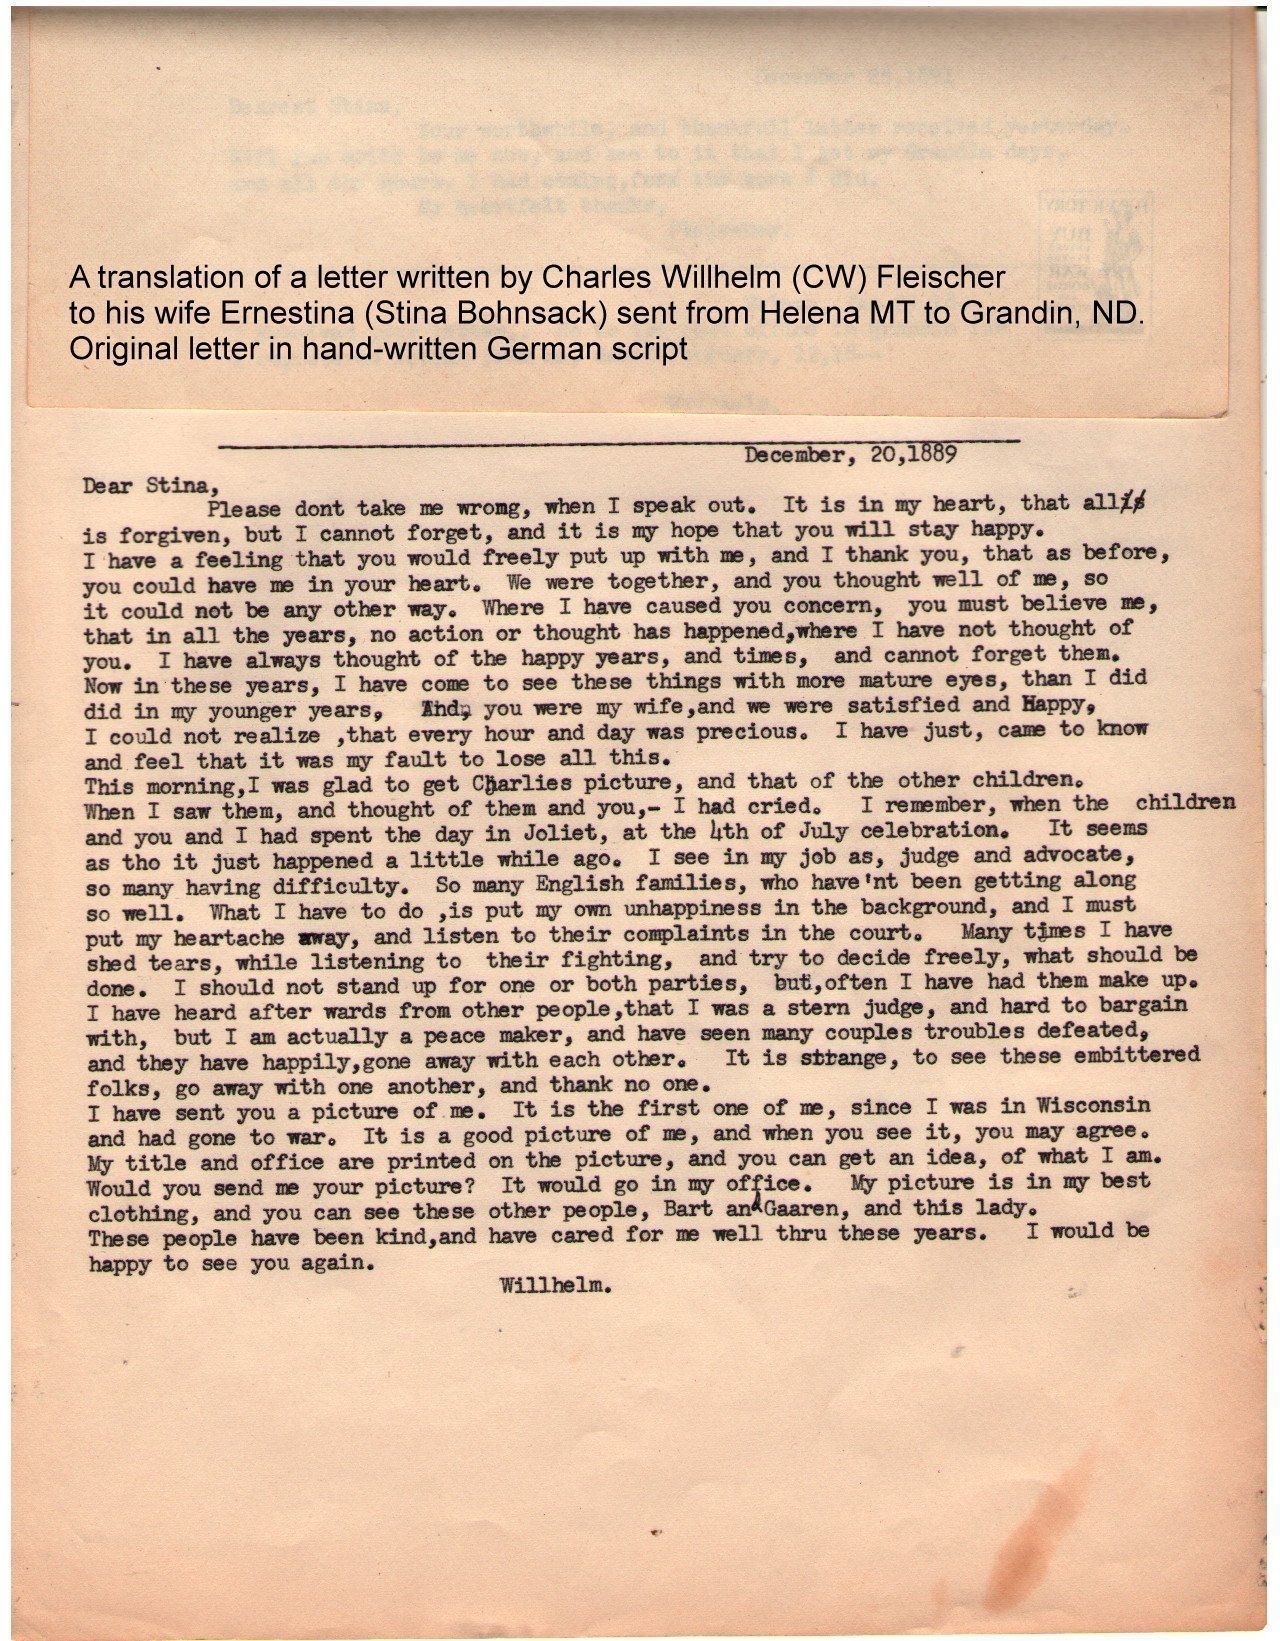 A translation of a letter written by Charles Willhelm (CW) Fleischer
to his wife Ernestina (Stina Bohnsack) sent from Helena MT to Grandin, ND.
Original letter in hand-written German script
December, 20,1889
Dear Stina,
Please dont take me wromg, when I speak out. It is in my heart, that all
is forgiven, but I cannot forget, and it is my hope that you will stay happy.
I have a feeling that you would freely put up with me, and I thank you, that as before,
you could have me in your heart. We were together, and you thought well of me, so
it could not be any other way. Where I have caused you concern, you must believe me,
that in all the years, no action or thought has happened,where I have not thought of
you. I have always thought of the happy years, and times, and cannot forget them.
Now in these years, I have come to see these things with more mature eyes, than I did
did in my younger years, And, you were my wife,and we were satisfied and Happy,
I could not realize ,that every hour and day was precious. I have just, came to know
and feel that it was my fault to lose all this.
This morning,I was glad to get Charlies picture, and that of the other children.
When I saw them, and thought of them and you,- I had cried. I remember, when the children
and you and I had spent the day in Joliet, at the 4th of July celebration. It seems
as tho it just happened a little while ago. I see in my job as, judge and advocate,
so many having difficulty. So many English families, who have'nt been getting along
so well. What I have to do ,is put my own unhappiness in the background, and I must
put my heartache away, and listen to their complaints in the court. Many times I have
shed tears, while listening to their fighting, and try to decide freely, what should be
done. I should not stand up for one or both parties, but,often I have had them make up.
I have heard after wards from other people,that I was a stern judge, and hard to bargain
with, but I am actually a peace maker, and have seen many couples troubles defeated,
and they have happily,gone away with each other. It is sttange, to see these embittered
folks, go away with one another, and thank no one.
I have sent you a picture of me. It is the first one of me, since I was in Wisconsin
and had gone to war. It is a good picture of me, and when you see it, you may agree.
My title and office are printed on the picture, and you can get an idea, of what I am.
Would you send me your picture? It would go in my office. My picture is in my best
clothing, and you can see these other people, Bart and Gaaren, and this lady.
These people have been kind,and have cared for me well thru these years. I would be
happy to see you again.
Willhelm.